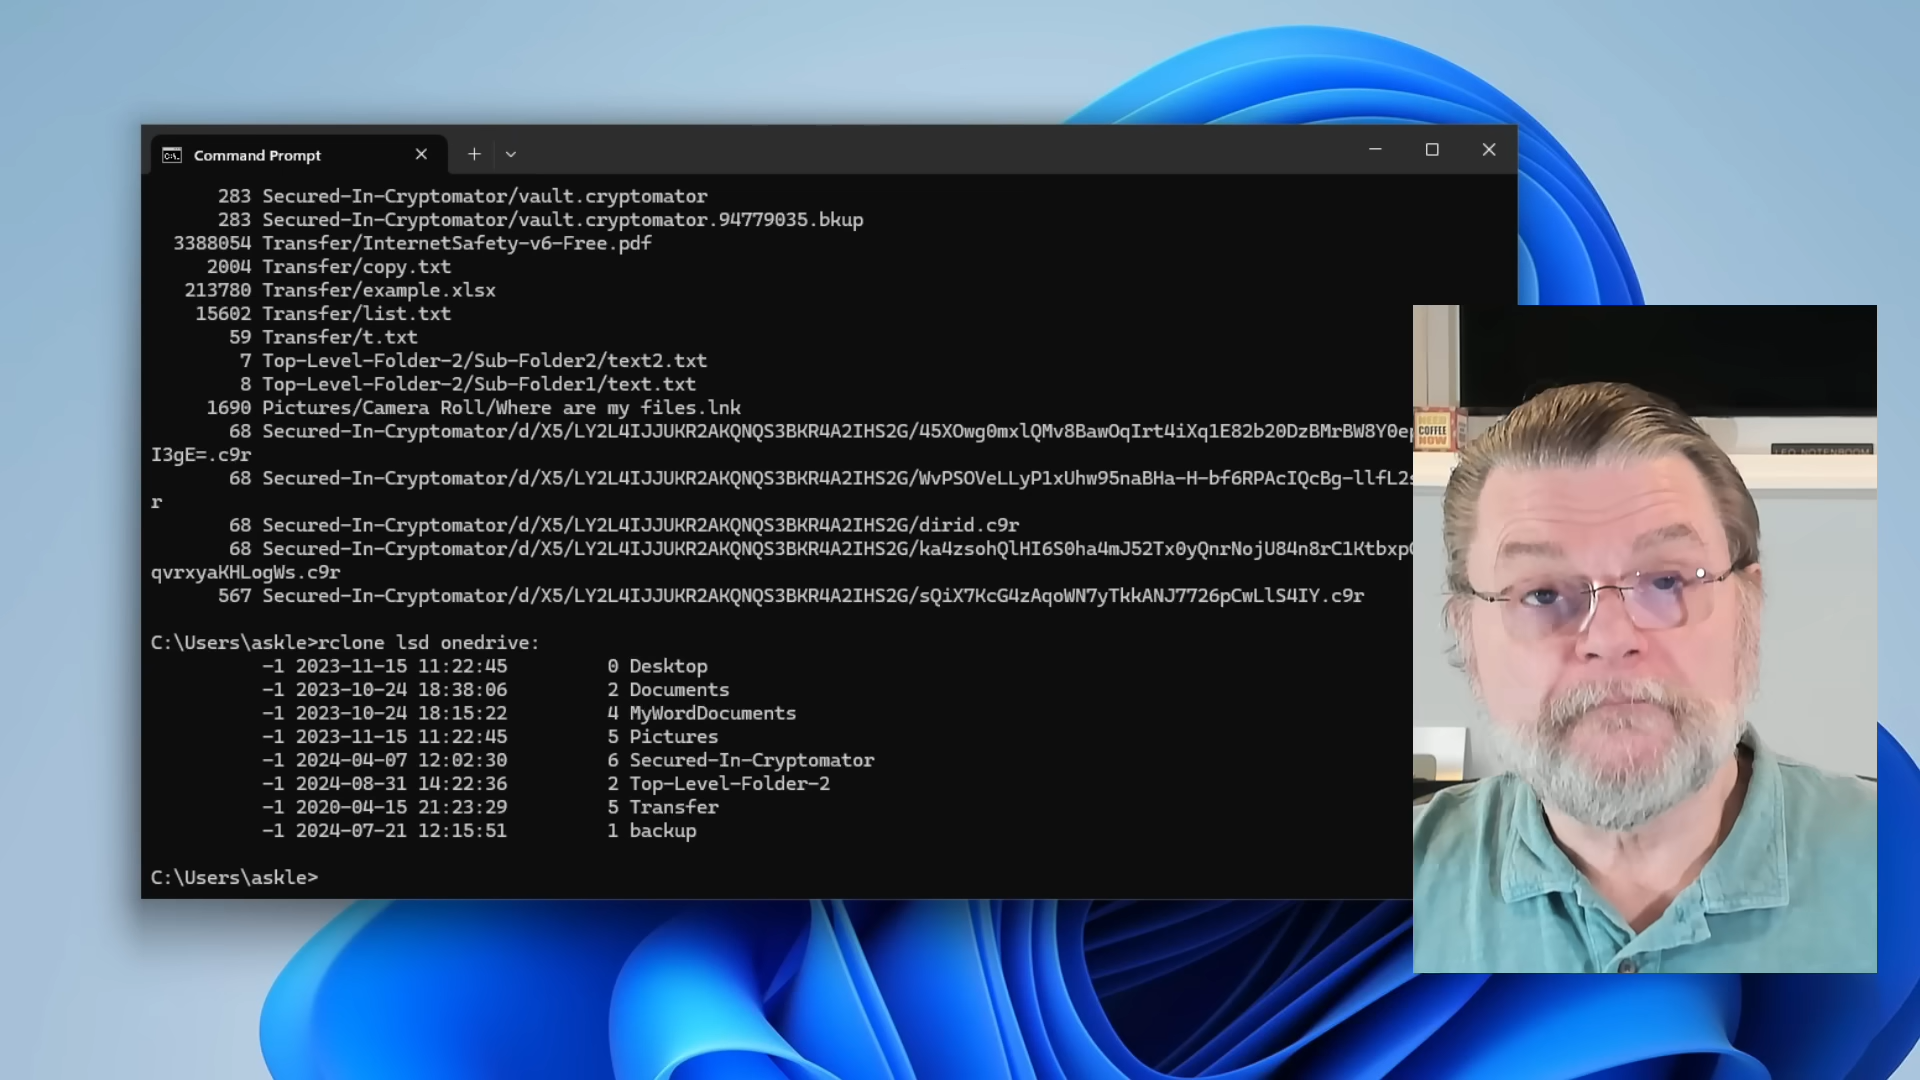 Command Prompt
283 Secured-In-Cryptomator/vault.cryptomator
283 Secured-In-Cryptomator/vault.cryptomator.94779035.bkup
3388054 Transfer/InternetSafety-v6-Free.pdf
2004 Transfer/copy.txt
213780 Transfer/example.xlsx
15602 Transfer/list.txt
59 Transfer/t.txt
7 Top-Level-Folder-2/Sub-Folder2/text2.txt
8 Top-Level-Folder-2/Sub-Folder1/text.txt
1690 Pictures/Camera Roll/Where are my files.lnk
68 Secured-In-Cryptomator/d/X5/LY2L4IJJUKR2AKQNQS3BKR4A2IHS2G/45XOwg0mxlQMv8BawOqIrt4iXq1E82b20DzBMrBW8Y0ep
I3gE=.c9r
68 Secured-In-Cryptomator/d/X5/LY2L4IJJUKR2AKQNQS3BKR4A2IHS2G/WvPSOVeLLyP1xUhw95naBHa-H-bf6RPAcIQcBg-llfL2s
r
68 Secured-In-Cryptomator/d/X5/LY2L4IJJUKR2AKQNQS3BKR4A2IHS2G/dirid.c9r
68 Secured-In-Cryptomator/d/X5/LY2L4IJJUKR2AKQNQS3BKR4A2IHS2G/ka4zsohQlHI6S0ha4mJ52Tx0yQnrNojU84n8rC1Ktbxp
qvrxyaKHLogWs.c9r
567 Secured-In-Cryptomator/d/X5/LY2L4IJJUKR2AKQNQS3BKR4A2IHS2G/sQiX7KcG4zAqoWN7yTkkANJ7726pCwLlS4IY.c9r
C:\Users\askle>rclone lsd onedrive:
-1 2023-11-15 11:22:45 0 Desktop
-1 2023-10-24 18:38:06 2 Documents
-1 2023-10-24 18:15:22 4 MyWordDocuments
-1 2023-11-15 11:22:45 5 Pictures
-1 2024-04-07 12:02:30 6 Secured-In-Cryptomator
-1 2024-08-31 14:22:36 2 Top-Level-Folder-2
-1 2020-04-15 21:23:29 5 Transfer
-1 2024-07-21 12:15:51 1 backup
C:\Users\askle>
NEED
COFFEE
NOW
LEO NOTENBOOM